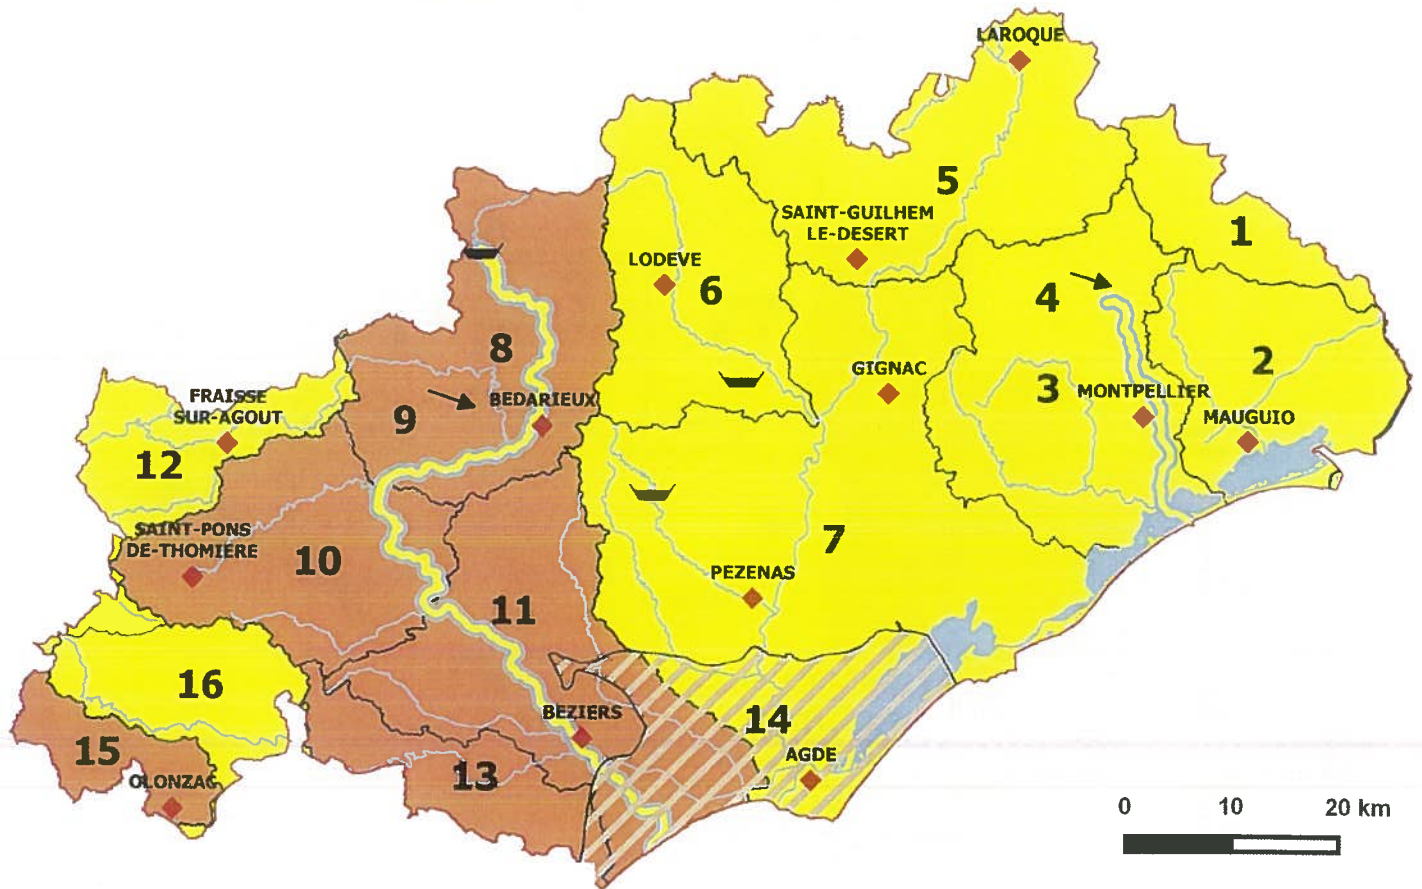 LAROQUE
5
1
SAINT-GUILHEM
LE-DESERT
LODEVE
6
4
8
GIGNAC
2
3
MONTPELLIER
MAUGUIO
FRAISSE
SUR-AGOUT
9
BEDARIEUX
12
SAINT-PONS
DE-THOMIERE
10
7
PEZENAS
11
16
BEZIERS
14
15
AGDE
13
OLONZAC
0 10 20 km